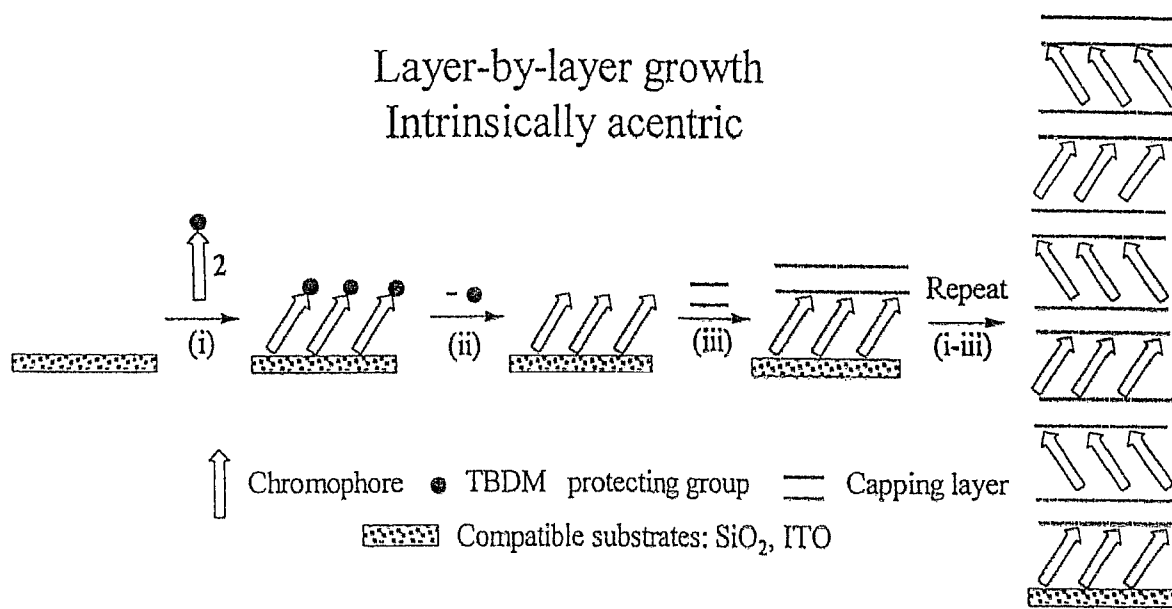 Layer-by-layer growth
Intrinsically acentric
2
(i)
-
(ii)
(iii)
Repeat
(i-iii)
Chromophore
TBDM protecting group
Capping layer
Compatible substrates: SiO₂, ITO